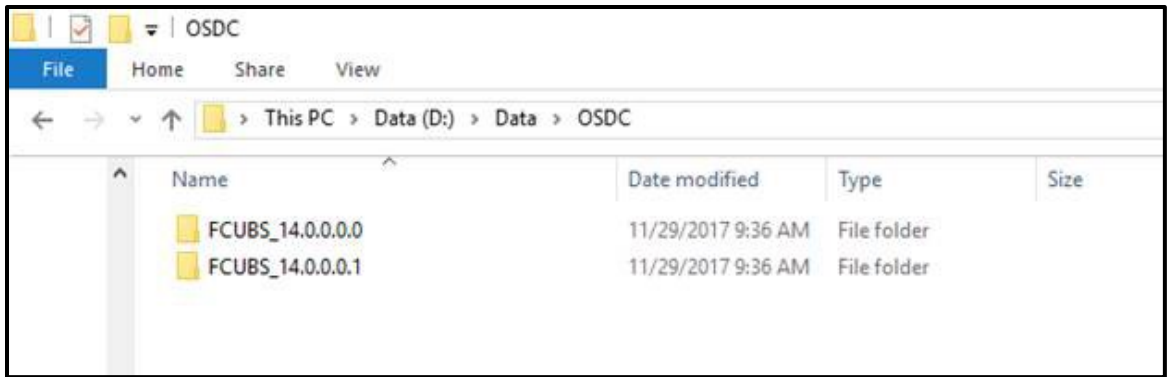 OSDC
File Home Share View
This PC > Data (D:) > Data > OSDC
Name Date modified Type Size
FCUBS_14.0.0.0.0 11/29/2017 9:36 AM File folder
FCUBS_14.0.0.0.1 11/29/2017 9:36 AM File folder